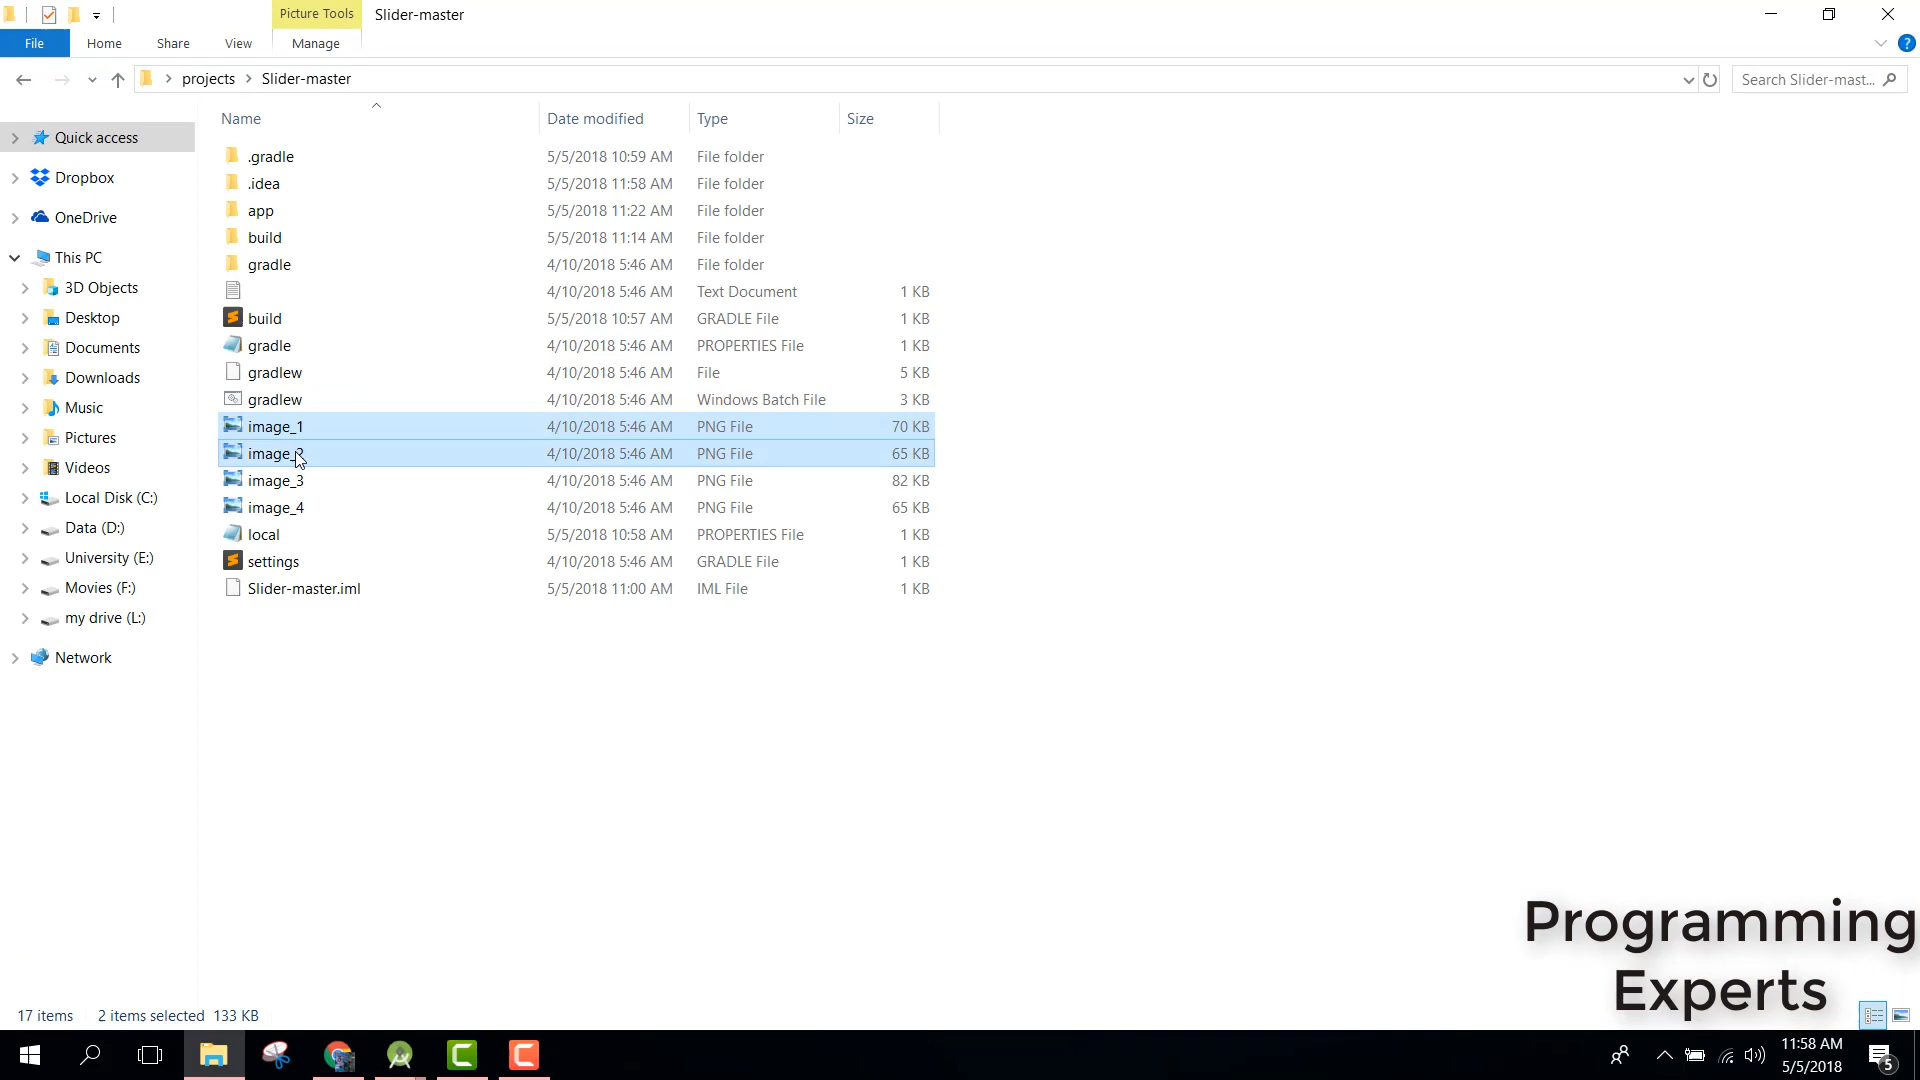 Picture Tools Slider-master
File Home Share View Manage
projects Slider-master Search Slider-mast...
Name Date modified Type Size
Quick access
Dropbox
OneDrive
This PC
3D Objects
Desktop
Documents
Downloads
Music
Pictures
Videos
Local Disk (C:)
Data (D:)
University (E:)
Movies (F:)
my drive (L:)
Network
.gradle 5/5/2018 10:59 AM File folder
.idea 5/5/2018 11:58 AM File folder
app 5/5/2018 11:22 AM File folder
build 5/5/2018 11:14 AM File folder
gradle 4/10/2018 5:46 AM File folder
4/10/2018 5:46 AM Text Document 1 KB
build 5/5/2018 10:57 AM GRADLE File 1 KB
gradle 4/10/2018 5:46 AM PROPERTIES File 1 KB
gradlew 4/10/2018 5:46 AM File 5 KB
gradlew 4/10/2018 5:46 AM Windows Batch File 3 KB
image_1 4/10/2018 5:46 AM PNG File 70 KB
image_2 4/10/2018 5:46 AM PNG File 65 KB
image_3 4/10/2018 5:46 AM PNG File 82 KB
image_4 4/10/2018 5:46 AM PNG File 65 KB
local 5/5/2018 10:58 AM PROPERTIES File 1 KB
settings 4/10/2018 5:46 AM GRADLE File 1 KB
Slider-master.iml 5/5/2018 11:00 AM IML File 1 KB
Programming
Experts
17 items 2 items selected 133 KB
11:58 AM
5/5/2018
5